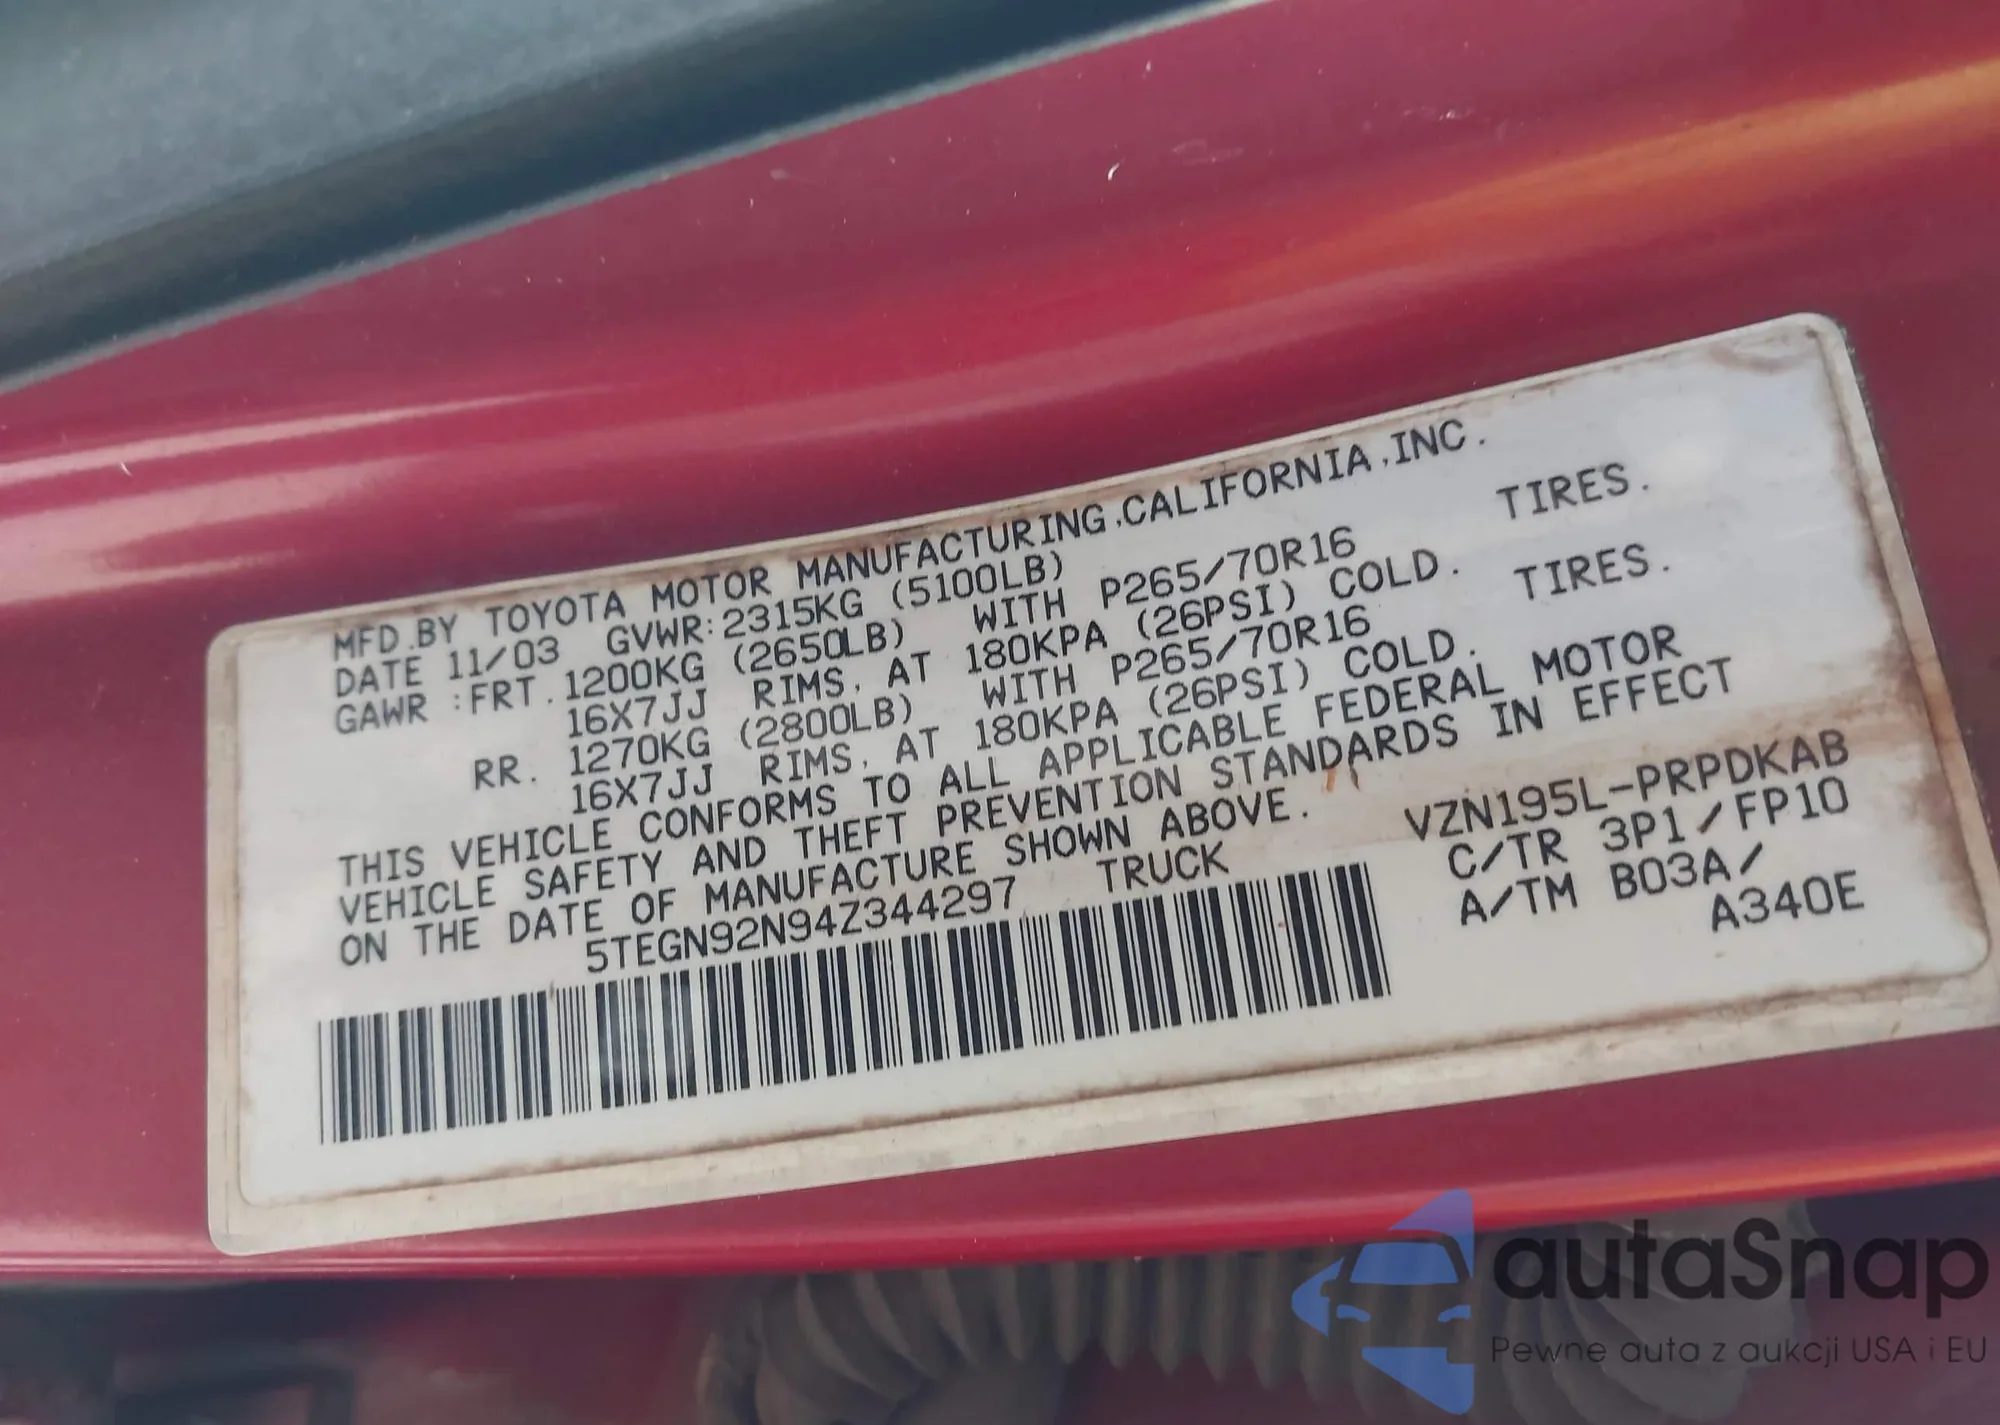 MFD.BY TOYOTA MOTOR MANUFACTURING,CALIFORNIA,INC.
DATE 11/03 GVWR:2315KG (5100LB)
GAWR:FRT.1200KG (2650LB) WITH P265/70R16 TIRES.
16X7JJ RIMS, AT 180KPA (26PSI) COLD.
RR. 1270KG (2800LB) WITH P265/70R16 TIRES.
16X7JJ RIMS, AT 180KPA (26PSI) COLD.
THIS VEHICLE CONFORMS TO ALL APPLICABLE FEDERAL MOTOR
VEHICLE SAFETY AND THEFT PREVENTION STANDARDS IN EFFECT
ON THE DATE OF MANUFACTURE SHOWN ABOVE.
5TEGN92N94Z344297 TRUCK
VZN195L-PRPDKAB
C/TR 3P1/FP10
A/TM B03A/
A340E
autaSnap
Pewne auta z aukcji USA i EU